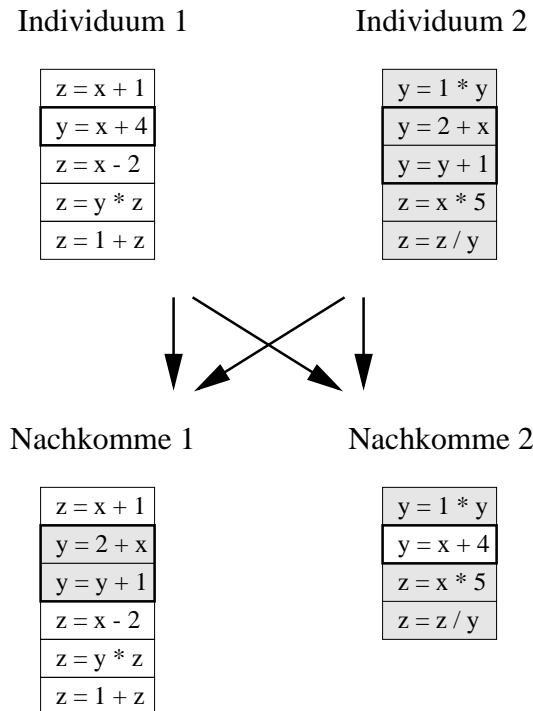 Individuum 1
Individuum 2
z = x + 1
y = x + 4
z = x - 2
z = y * z
z = 1 + z
y = 1 * y
y = 2 + x
y = y + 1
z = x * 5
z = z / y
Nachkomme 1
Nachkomme 2
z = x + 1
y = 2 + x
y = y + 1
z = x - 2
z = y * z
z = 1 + z
y = 1 * y
y = x + 4
z = x * 5
z = z / y